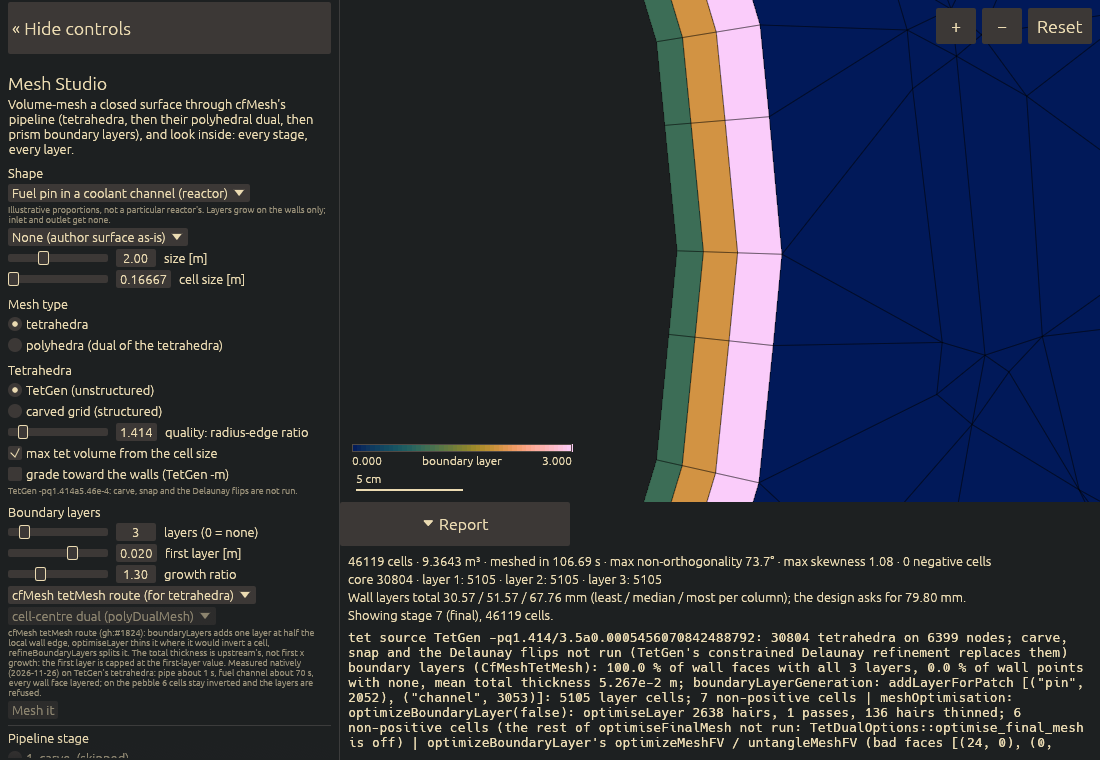 « Hide controls
Mesh Studio
Volume-mesh a closed surface through cfMesh's
pipeline (tetrahedra, then their polyhedral dual, then
prism boundary layers), and look inside: every stage,
every layer.
Shape
Fuel pin in a coolant channel (reactor)
Illustrative proportions, not a particular reactor's. Layers grow on the walls only;
inlet and outlet get none.
None (author surface as-is)
2.00 size [m]
0.16667 cell size [m]
Mesh type
tetrahedra
polyhedra (dual of the tetrahedra)
Tetrahedra
TetGen (unstructured)
carved grid (structured)
1.414 quality: radius-edge ratio
max tet volume from the cell size
grade toward the walls (TetGen -m)
TetGen -pq1.414a5.46e-4: carve, snap and the Delaunay flips are not run.
Boundary layers
3 layers (0 = none)
0.020 first layer [m]
1.30 growth ratio
cfMesh tetMesh route (for tetrahedra)
cell-centre dual (polyDualMesh)
cfMesh tetMesh route (gh:#1824): boundaryLayers adds one layer at half the
local wall edge, optimiseLayer thins it where it would invert a cell,
refineBoundaryLayers splits it. The total thickness is upstream's, not first x
growth: the first layer is capped at the first-layer value. Measured natively
(2026-11-26) on TetGen's tetrahedra: pipe about 1 s, fuel channel about 70 s,
every wall face layered; on the pebble 6 cells stay inverted and the layers are
refused.
Mesh it
Pipeline stage
1. carve (skipped)
+
−
Reset
0.000 boundary layer 3.000
5 cm
Report
46119 cells · 9.3643 m³ · meshed in 106.69 s · max non-orthogonality 73.7° · max skewness 1.08 · 0 negative cells
core 30804 · layer 1: 5105 · layer 2: 5105 · layer 3: 5105
Wall layers total 30.57 / 51.57 / 67.76 mm (least / median / most per column); the design asks for 79.80 mm.
Showing stage 7 (final), 46119 cells.
tet source TetGen -pq1.414/3.5a0.0005456070842488792: 30804 tetrahedra on 6399 nodes; carve,
snap and the Delaunay flips not run (TetGen's constrained Delaunay refinement replaces them)
boundary layers (CfMeshTetMesh): 100.0 % of wall faces with all 3 layers, 0.0 % of wall points
with none, mean total thickness 5.267e-2 m; boundaryLayerGeneration: addLayerForPatch [("pin",
2052), ("channel", 3053)]: 5105 layer cells; 7 non-positive cells | meshOptimisation:
optimizeBoundaryLayer(false): optimiseLayer 2638 hairs, 1 passes, 136 hairs thinned; 6
non-positive cells (the rest of optimiseFinalMesh not run: TetDualOptions::optimise_final_mesh
is off) | optimizeBoundaryLayer's optimizeMeshFV / untangleMeshFV (bad faces [(24, 0), (0,